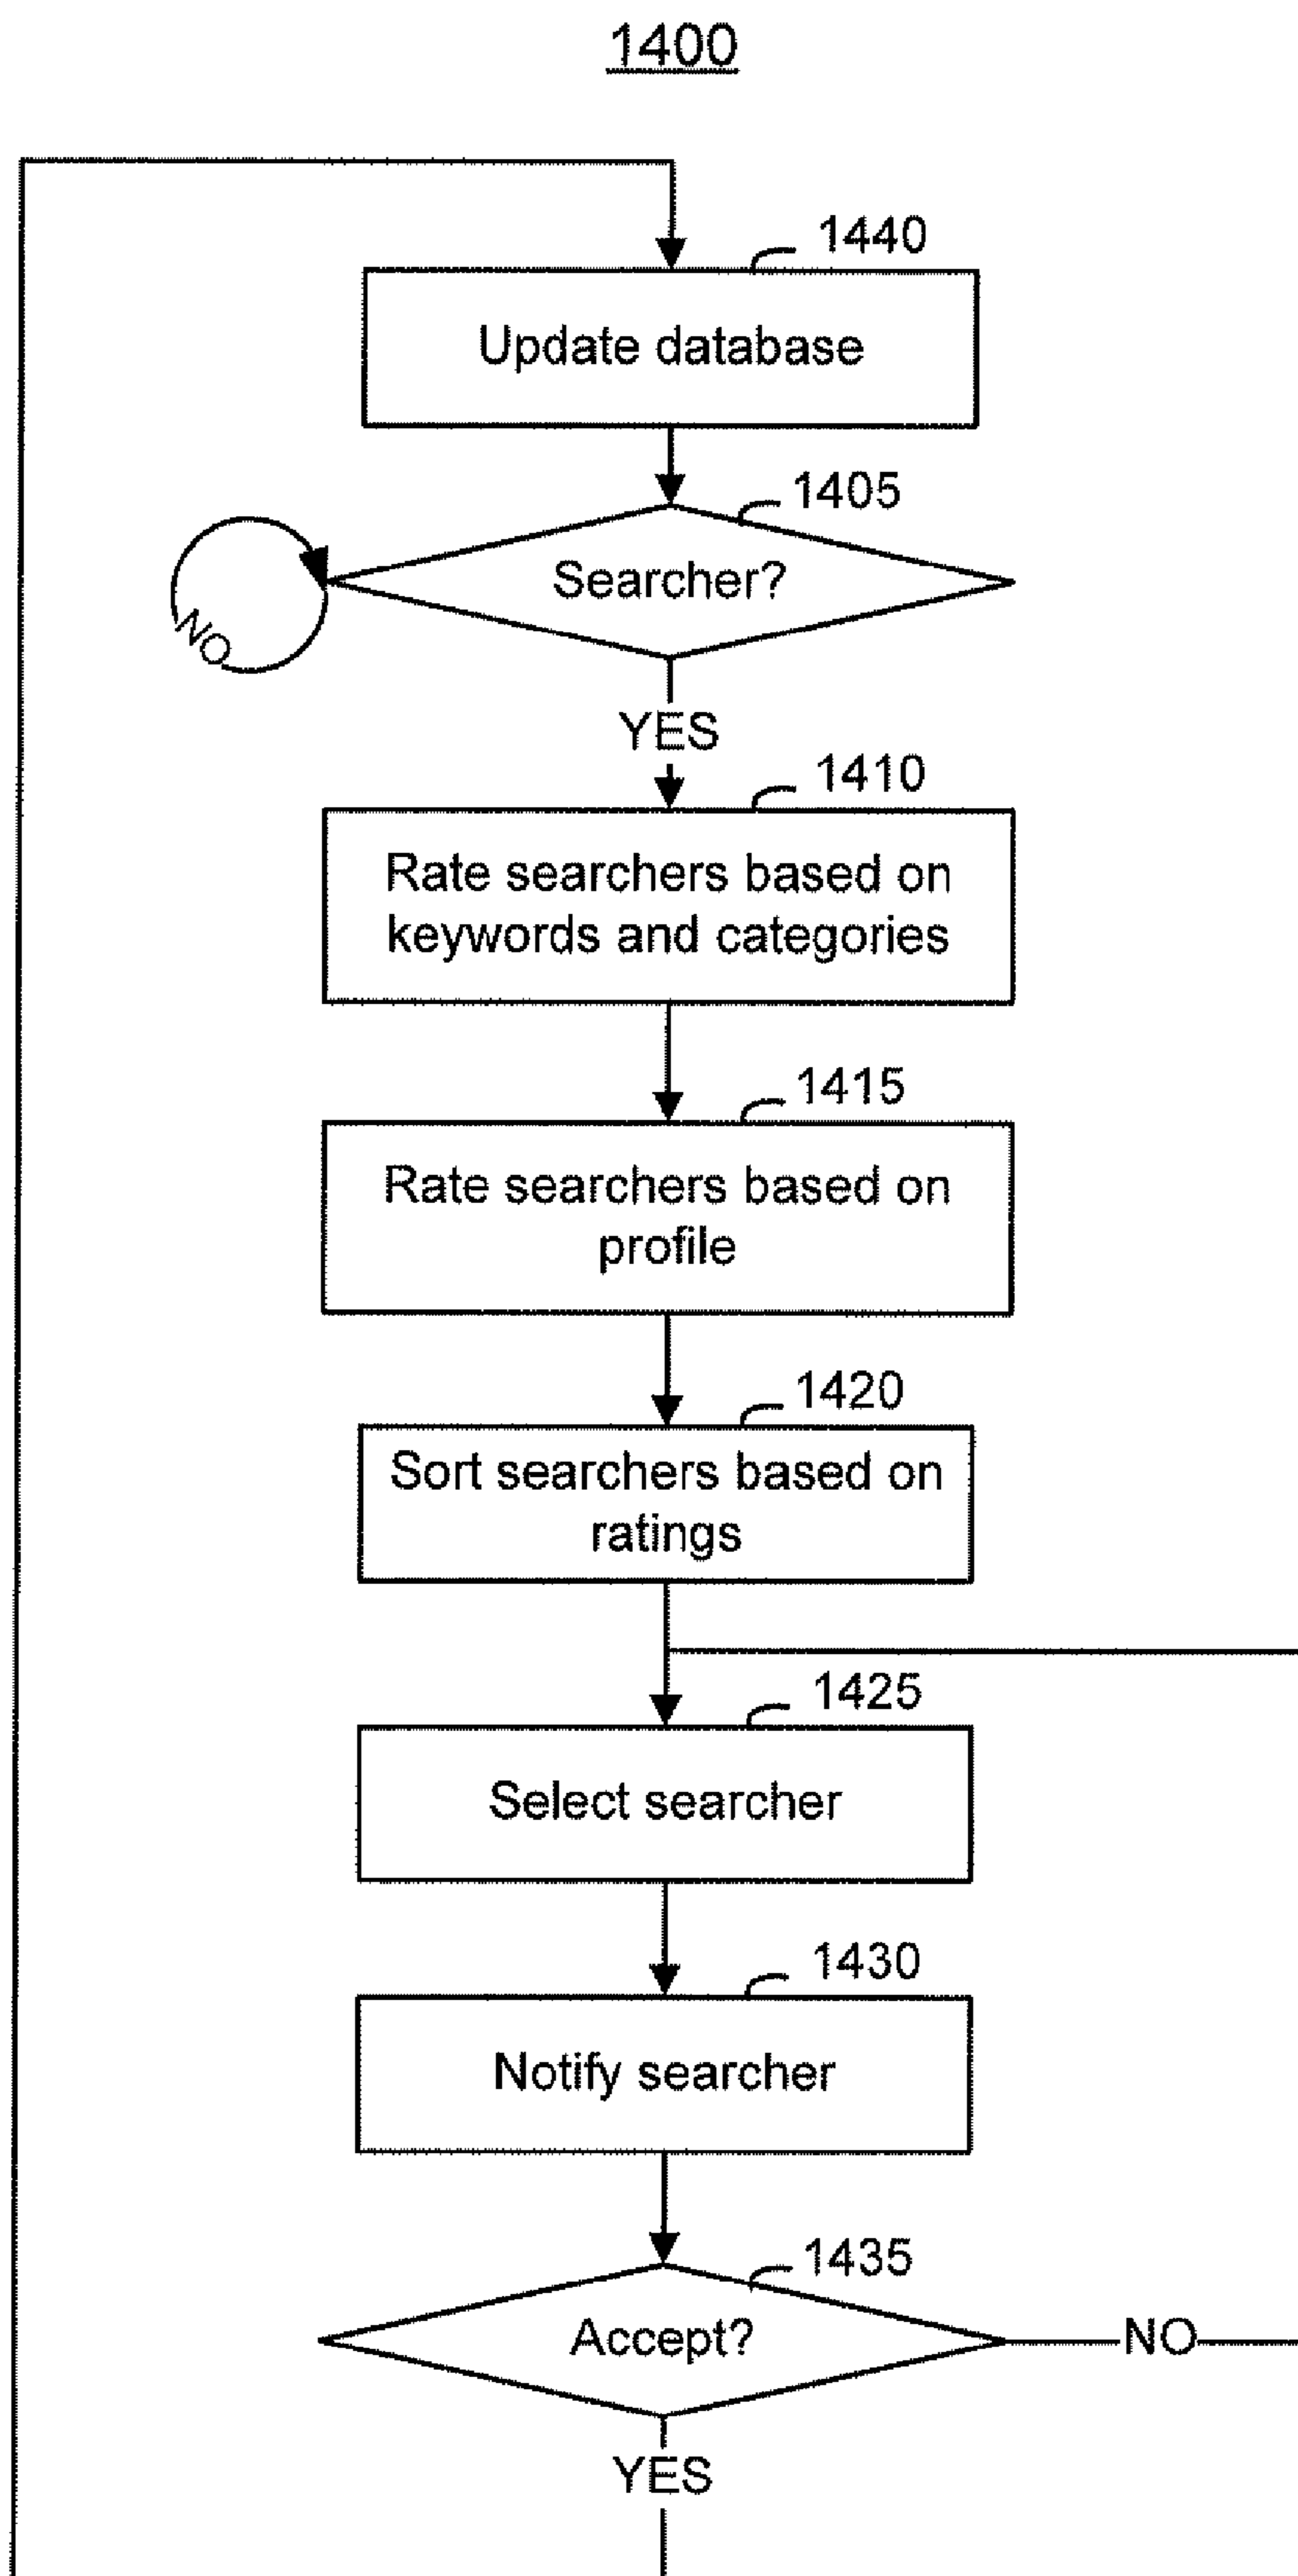 1400
1440
Update database
1405
Searcher?
NO
YES
1410
Rate searchers based on
keywords and categories
1415
Rate searchers based on
profile
1420
Sort searchers based on
ratings
1425
Select searcher
1430
Notify searcher
1435
Accept?
NO
YES